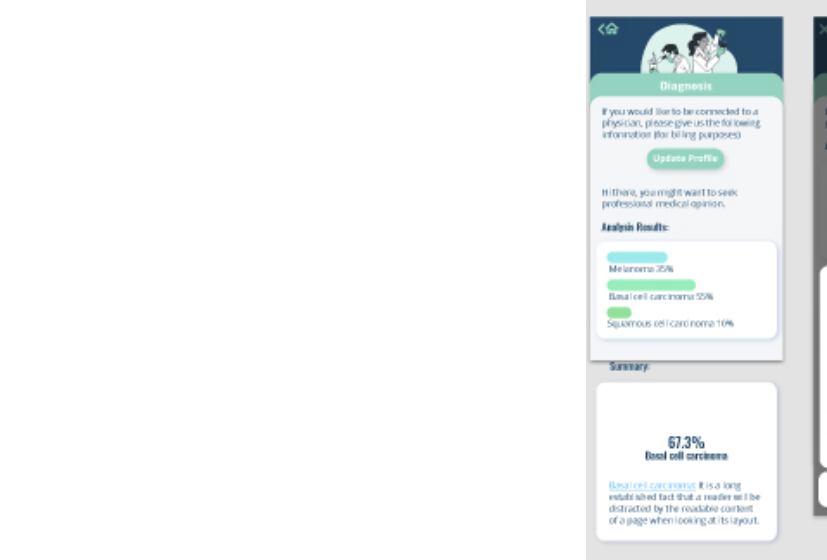 Diagnosis
If you would like to be connected to a
physician, please give us the following
information (for billing purposes)
Update Profile
Hi there, you might want to seek
professional medical opinion.
Analysis Results:
Melanoma 35%
Basal cell carcinoma 55%
Squamous cell carcinoma 10%
Summary:
67.3%
Basal cell carcinoma
Basal cell carcinoma: It is a long
established fact that a reader will be
distracted by the readable content
of a page when looking at its layout.